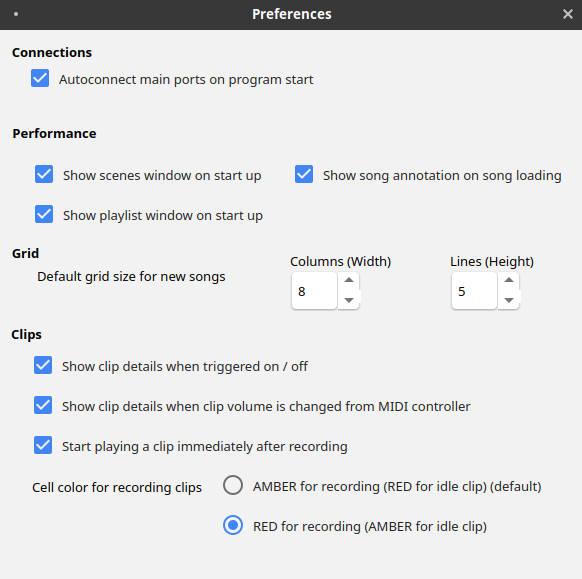 Preferences
Connections
Autoconnect main ports on program start
Performance
Show scenes window on start up
Show song annotation on song loading
Show playlist window on start up
Grid
Columns (Width)
Lines (Height)
Default grid size for new songs
8
5
Clips
Show clip details when triggered on / off
Show clip details when clip volume is changed from MIDI controller
Start playing a clip immediately after recording
Cell color for recording clips
AMBER for recording (RED for idle clip) (default)
RED for recording (AMBER for idle clip)